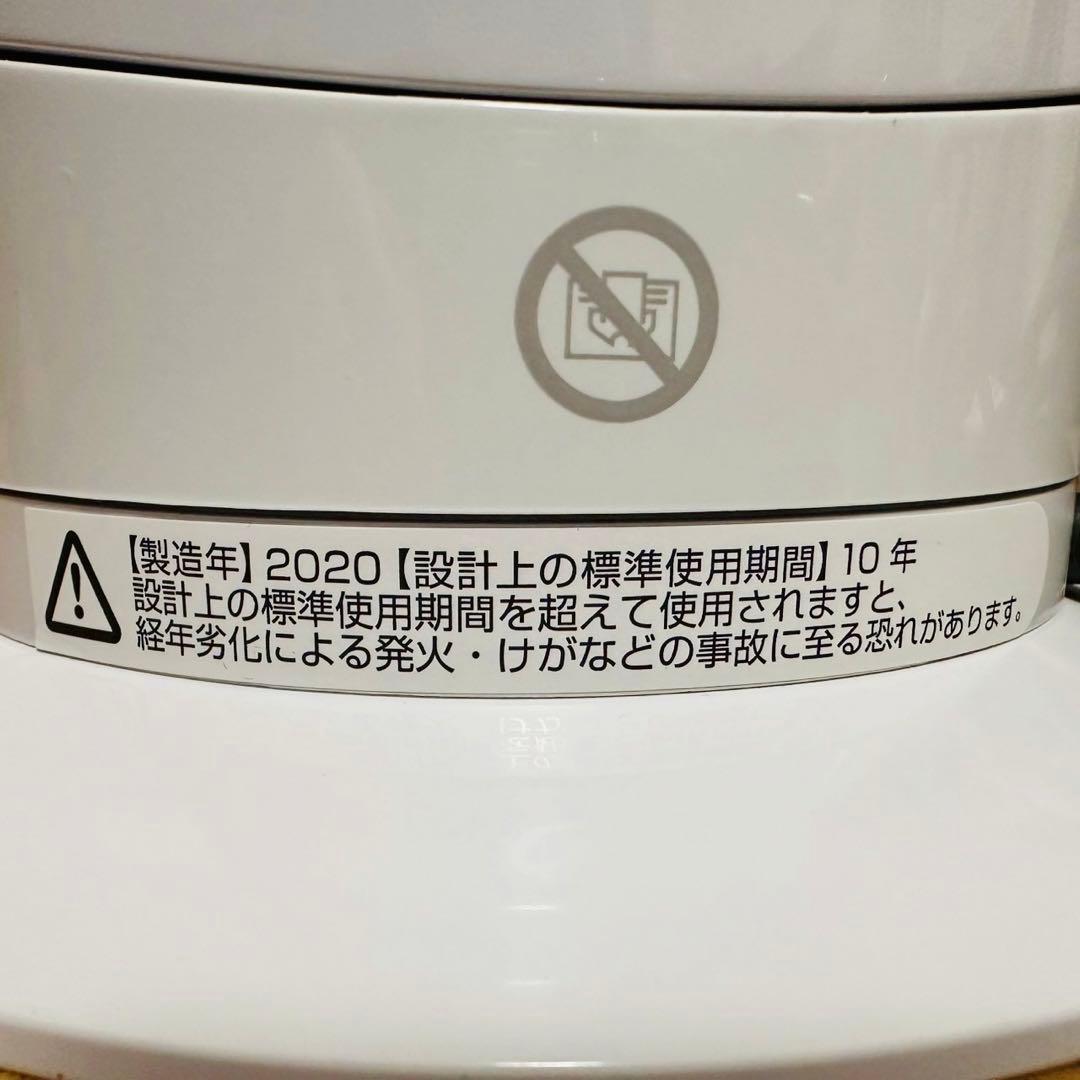 【製造年】2020【設計上の標準使用期間】10年
設計上の標準使用期間を超えて使用されますと、
経年劣化による発火・けがなどの事故に至る恐れがあります。